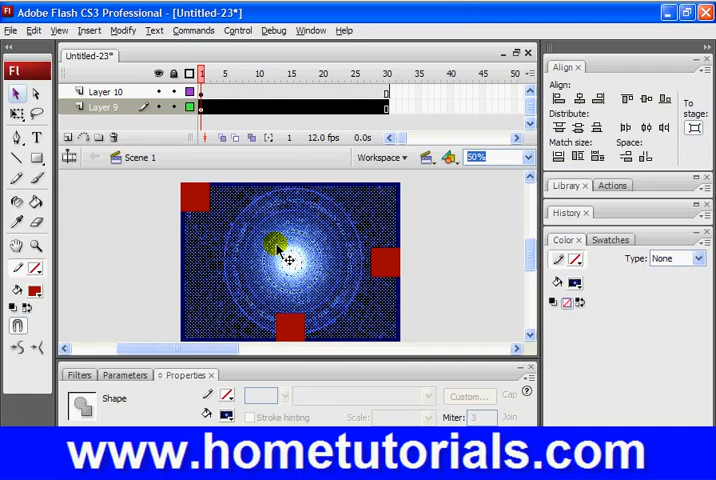 Adobe Flash CS3 Professional - [Untitled-23*]
File Edit View Insert Modify Text Commands Control Debug Window Help
Untitled-23*
1 5 10 15 20 25 30 35 40 45 50
Layer 10
Layer 9
1 12.0 fps 0.0s
Scene 1 Workspace 50%
Filters Parameters Properties
Shape
Custom... Cap
Stroke hinting Scale: Miter: 3 Join
Fl
Align
Align:
Distribute:
Match size: Space:
To
stage
Library Actions
History
Color Swatches
Type: None
www.hometutorials.com